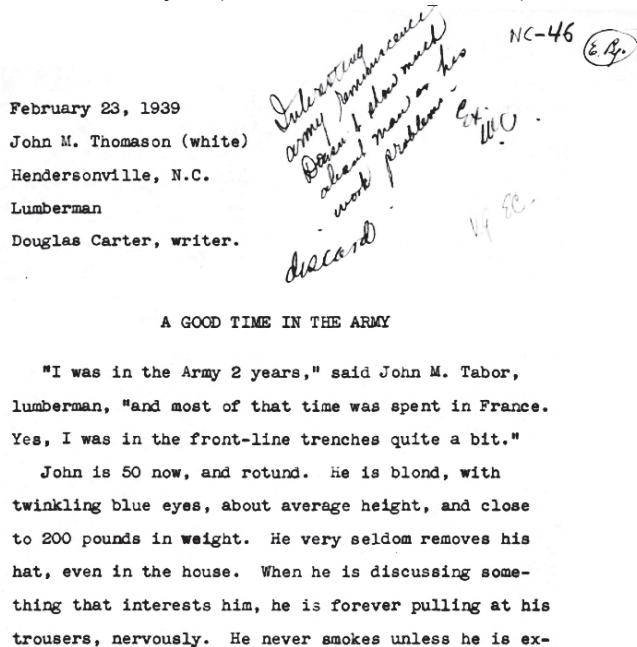 NC-46
E. Ry.
Interesting
army reminiscence
Doesn't show much
about man or his
work problems -
Ex.
W.O.
discard
EC.
February 23, 1939
John M. Thomason (white)
Hendersonville, N.C.
Lumberman
Douglas Carter, writer.
A GOOD TIME IN THE ARMY
"I was in the Army 2 years," said John M. Tabor,
lumberman, "and most of that time was spent in France.
Yes, I was in the front-line trenches quite a bit."
John is 50 now, and rotund. He is blond, with
twinkling blue eyes, about average height, and close
to 200 pounds in weight. He very seldom removes his
hat, even in the house. When he is discussing some-
thing that interests him, he is forever pulling at his
trousers, nervously. He never smokes unless he is ex-